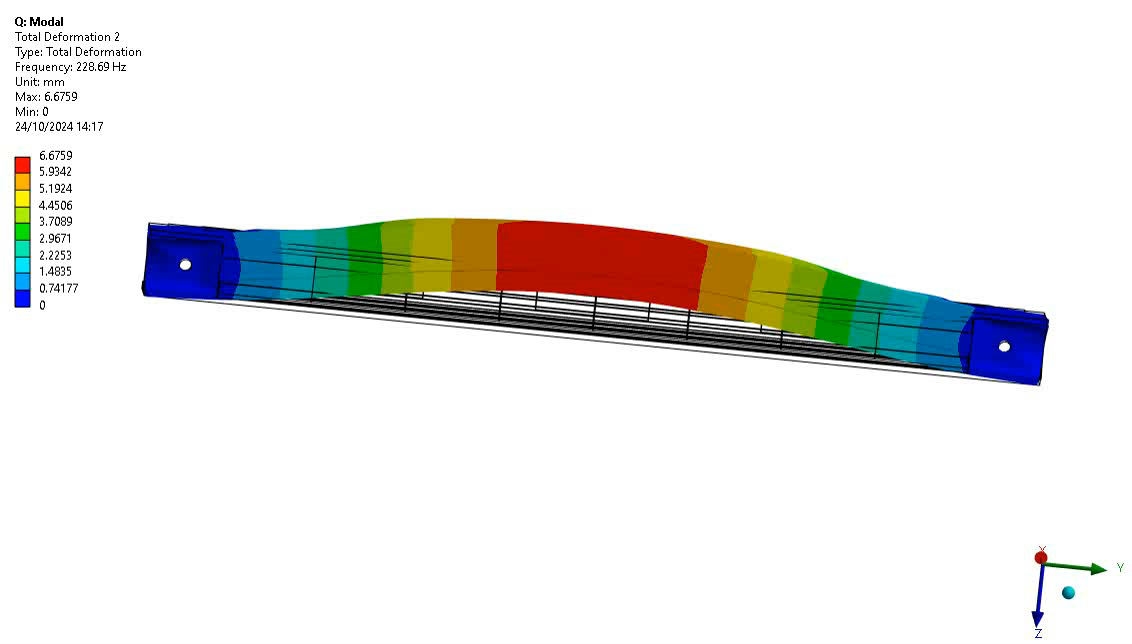 Q: Modal
Total Deformation 2
Type: Total Deformation
Frequency: 228.69 Hz
Unit: mm
Max: 6.6759
Min: 0
24/10/2024 14:17
6.6759
5.9342
5.1924
4.4506
3.7089
2.9671
2.2253
1.4835
0.74177
0
X
Y
Z